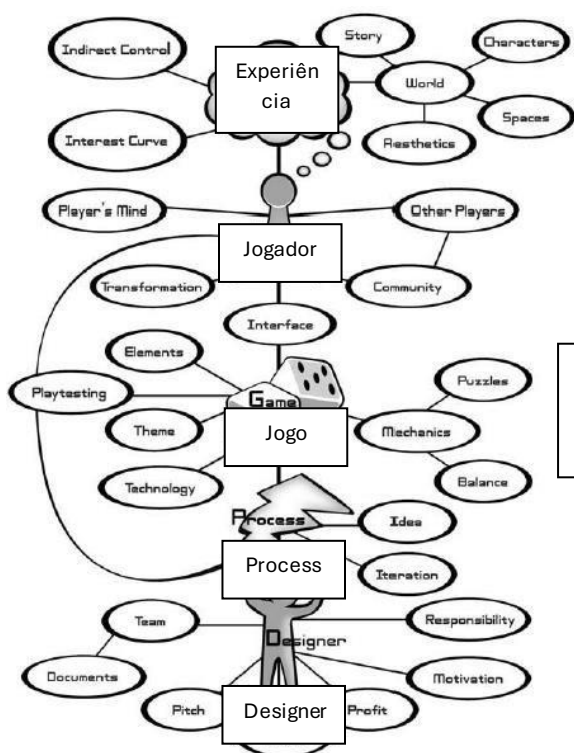 Story
Characters
Indirect Control
Experiên
cia
World
Spaces
Interest Curve
Aesthetics
Player's Mind
Other Players
Jogador
Transformation
Community
Interface
Elements
Puzzles
Playtesting
Game
Theme
Jogo
Mechanics
Technology
Balance
Process
Idea
Process
Iteration
Team
Responsibility
Designer
Documents
Motivation
Pitch
Designer
Profit